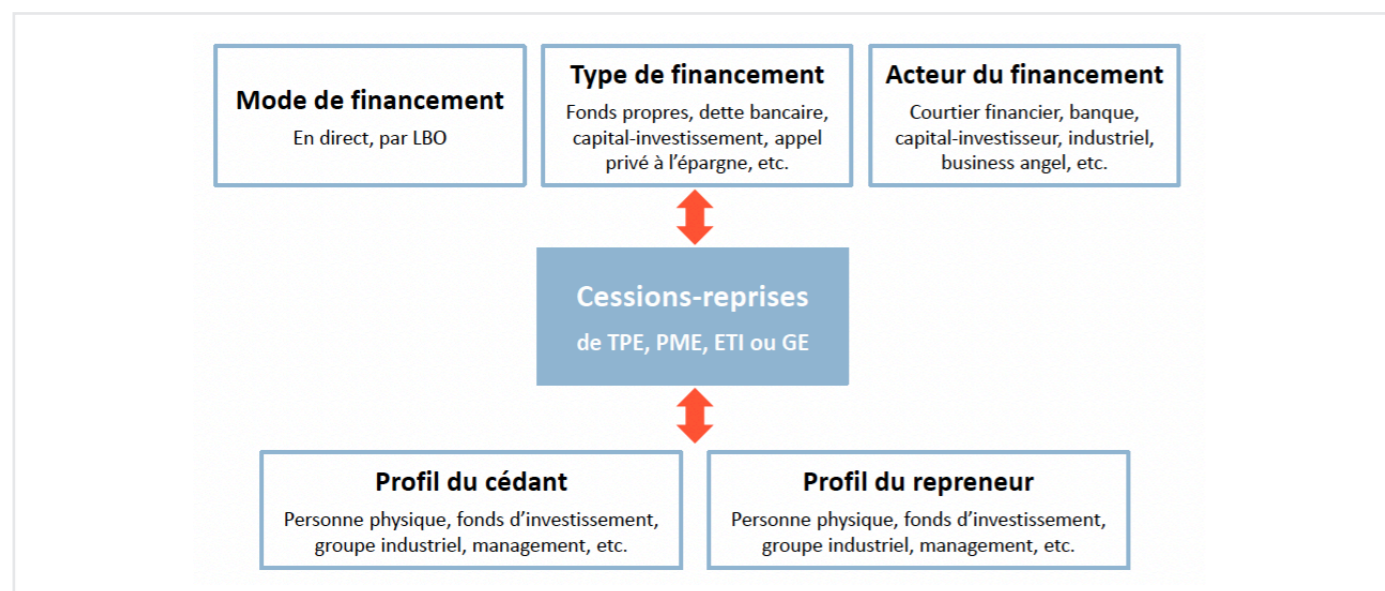 Mode de financement
En direct, par LBO
Type de financement
Fonds propres, dette bancaire,
capital-investissement, appel
privé à l’épargne, etc.
Acteur du financement
Courtier financier, banque,
capital-investisseur, industriel,
business angel, etc.
Cessions-reprises
de TPE, PME, ETI ou GE
Profil du cédant
Personne physique, fonds d’investissement,
groupe industriel, management, etc.
Profil du repreneur
Personne physique, fonds d’investissement,
groupe industriel, management, etc.